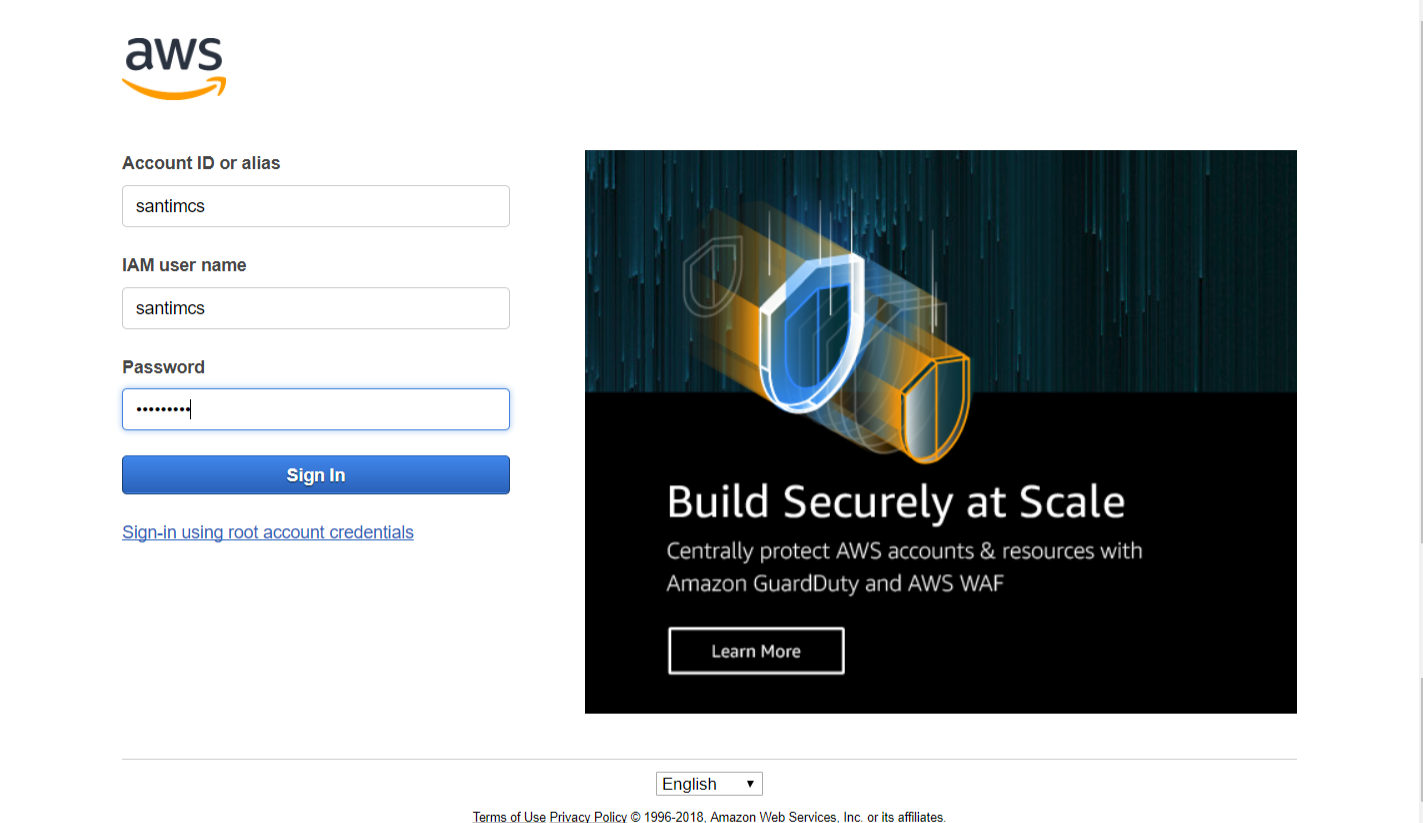 aws
Account ID or alias
santimcs
IAM user name
santimcs
Password
•••••••••
Sign In
Sign-in using root account credentials
Build Securely at Scale
Centrally protect AWS accounts & resources with
Amazon GuardDuty and AWS WAF
Learn More
English
Terms of Use Privacy Policy © 1996-2018, Amazon Web Services, Inc. or its affiliates.